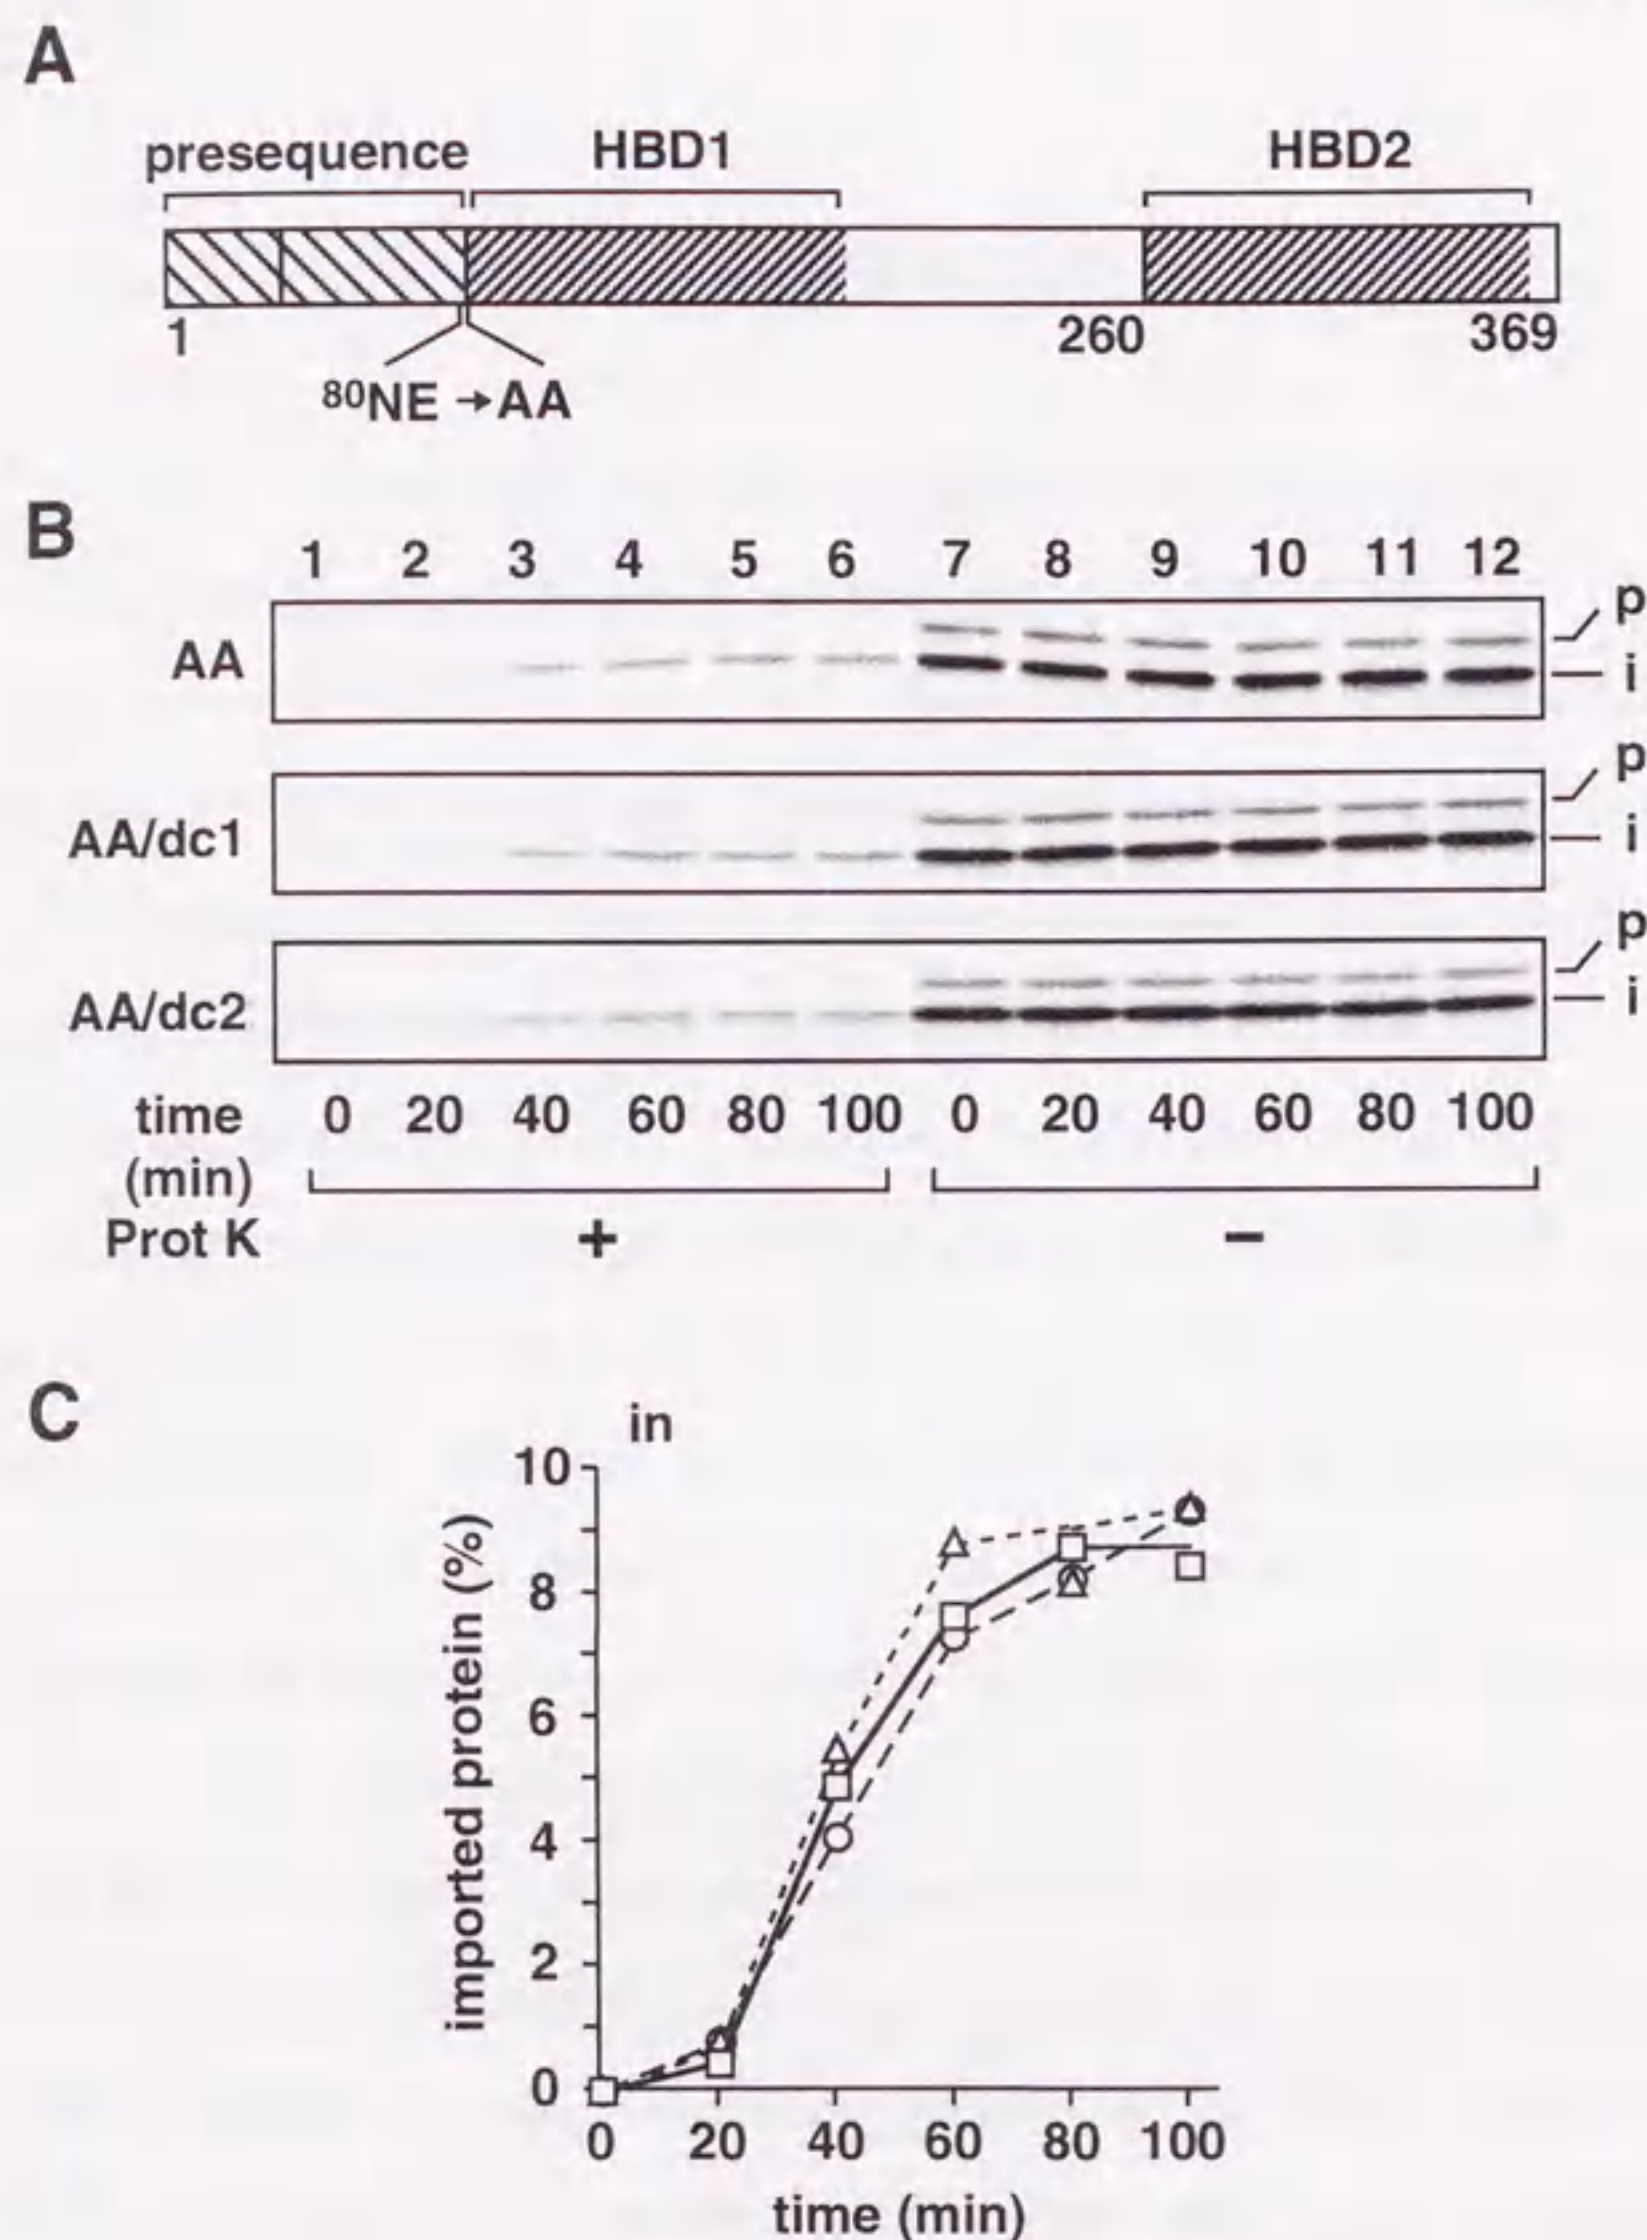 A
presequence HBD1 HBD2
1 260 369
⁸⁰NE →AA
B
1 2 3 4 5 6 7 8 9 10 11 12
AA p
i
AA/dc1 p
i
AA/dc2 p
i
time 0 20 40 60 80 100 0 20 40 60 80 100
(min)
Prot K + −
C
in
10
8
6
4
2
0
imported protein (%)
0 20 40 60 80 100
time (min)